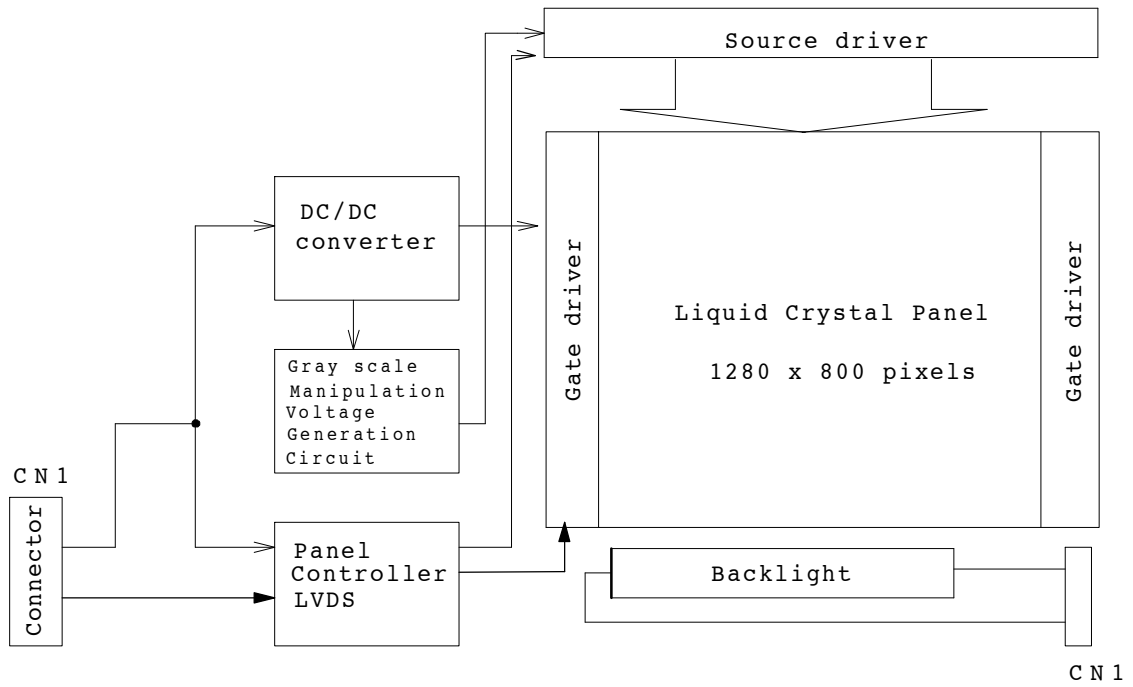 Source driver
DC/DC
converter
Gate driver
Liquid Crystal Panel
1280 x 800 pixels
Gate driver
Gray scale
Manipulation
Voltage
Generation
Circuit
CN1
Connector
Panel
Controller
LVDS
Backlight
CN1